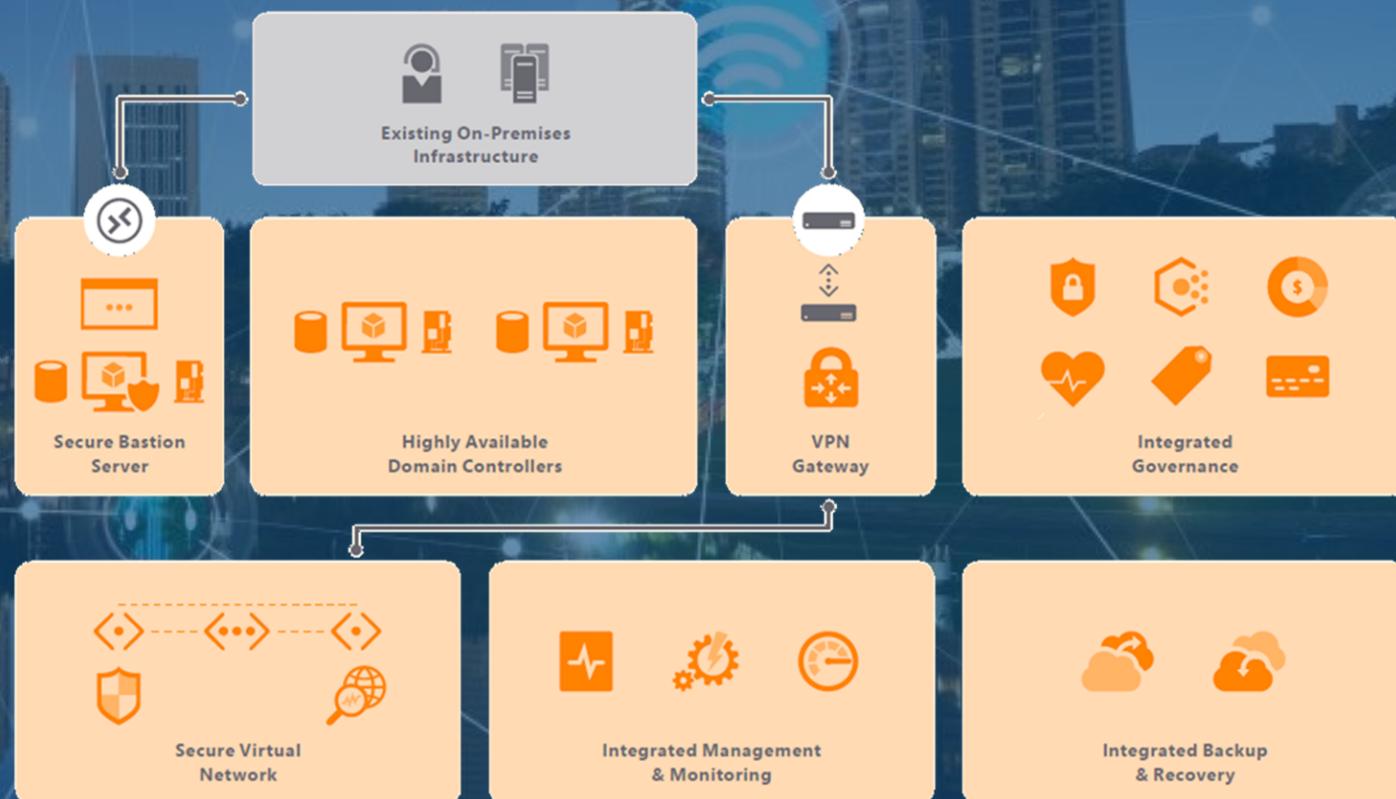 Existing On-Premises
Infrastructure
Secure Bastion
Server
Highly Available
Domain Controllers
VPN
Gateway
$
Integrated
Governance
Secure Virtual
Network
Integrated Management
& Monitoring
Integrated Backup
& Recovery